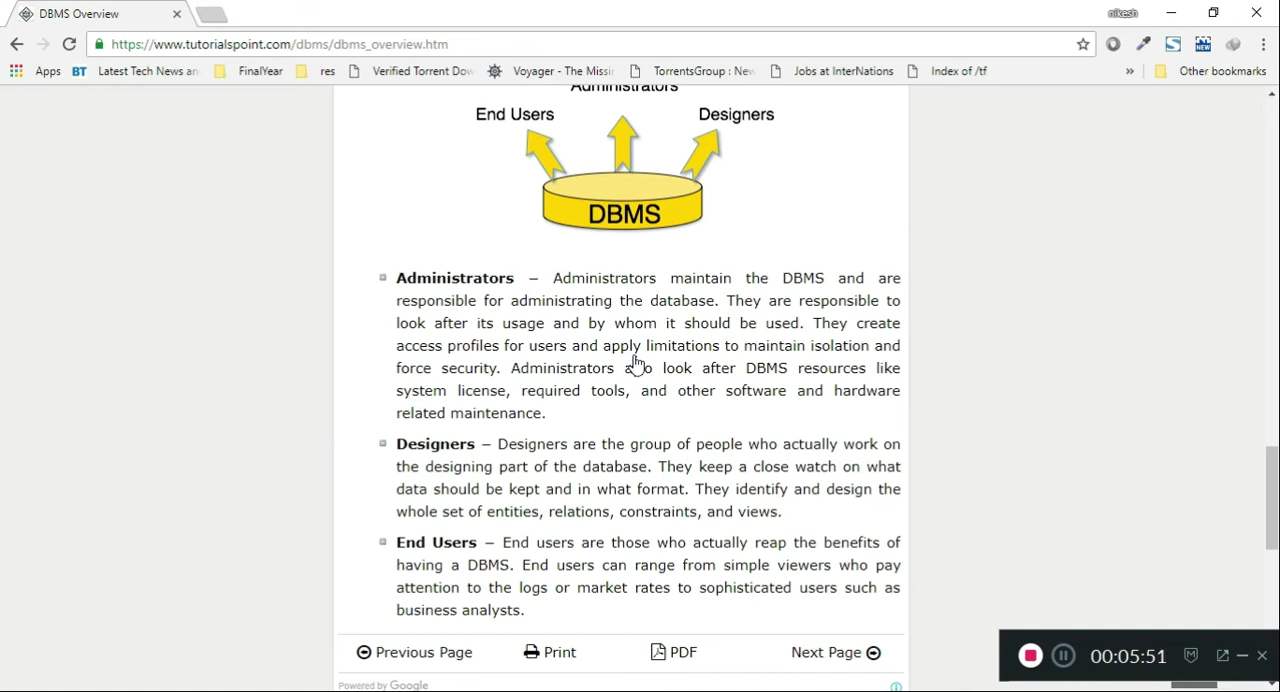 DBMS Overview
nikesh
https://www.tutorialspoint.com/dbms/dbms_overview.htm
Apps BT Latest Tech News an FinalYear res Verified Torrent Dow Voyager - The Missi TorrentsGroup : New Jobs at InterNations Index of /tf » Other bookmarks
Administrators
End Users Designers
DBMS
Administrators – Administrators maintain the DBMS and are
responsible for administrating the database. They are responsible to
look after its usage and by whom it should be used. They create
access profiles for users and apply limitations to maintain isolation and
force security. Administrators also look after DBMS resources like
system license, required tools, and other software and hardware
related maintenance.
Designers – Designers are the group of people who actually work on
the designing part of the database. They keep a close watch on what
data should be kept and in what format. They identify and design the
whole set of entities, relations, constraints, and views.
End Users – End users are those who actually reap the benefits of
having a DBMS. End users can range from simple viewers who pay
attention to the logs or market rates to sophisticated users such as
business analysts.
Previous Page Print PDF Next Page
Powered by Google
00:05:51